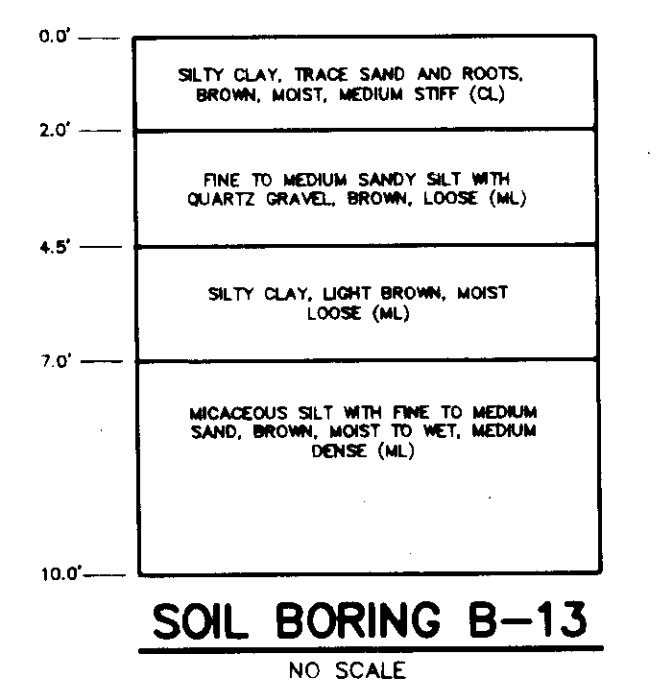 0.0'
SILTY CLAY, TRACE SAND AND ROOTS,
BROWN, MOIST, MEDIUM STIFF (CL)
2.0'
FINE TO MEDIUM SANDY SILT WITH
QUARTZ GRAVEL, BROWN, LOOSE (ML)
4.5'
SILTY CLAY, LIGHT BROWN, MOIST
LOOSE (ML)
7.0'
MICACEOUS SILT WITH FINE TO MEDIUM
SAND, BROWN, MOIST TO WET, MEDIUM
DENSE (ML)
10.0'
SOIL BORING B-13
NO SCALE